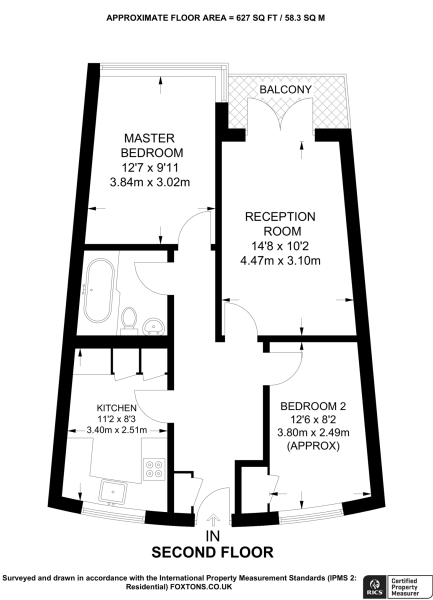 APPROXIMATE FLOOR AREA = 627 SQ FT / 58.3 SQ M
BALCONY
MASTER
BEDROOM
12'7 x 9'11
3.84m x 3.02m
RECEPTION
ROOM
14'8 x 10'2
4.47m x 3.10m
KITCHEN
11'2 x 8'3
3.40m x 2.51m
BEDROOM 2
12'6 x 8'2
3.80m x 2.49m
(APPROX)
IN
SECOND FLOOR
Surveyed and drawn in accordance with the International Property Measurement Standards (IPMS 2:
Residential) FOXTONS.CO.UK
RICS
Certified
Property
Measurer